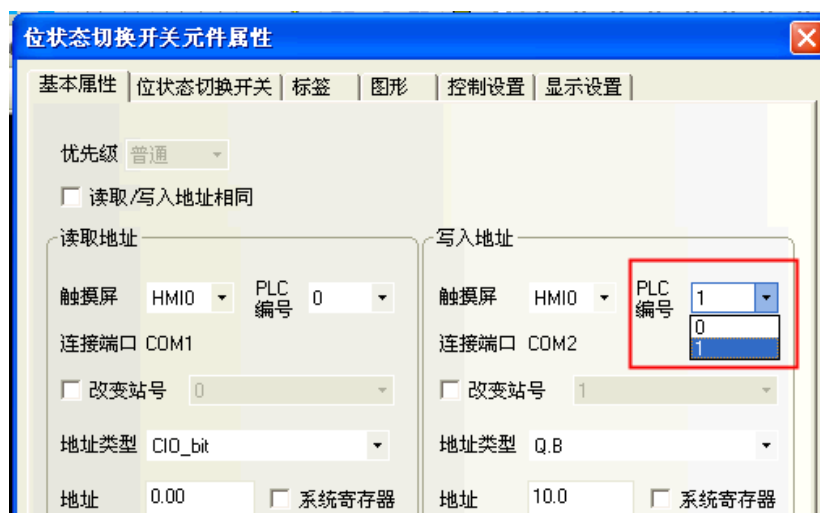 位状态切换开关元件属性
基本属性 位状态切换开关 标签 图形 控制设置 显示设置
优先级 普通
读取/写入地址相同
读取地址
触摸屏 HMI0 PLC编号 0
连接端口 COM1
改变站号 0
地址类型 CIO_bit
地址 0.00 系统寄存器
写入地址
触摸屏 HMI0 PLC编号 1
0
1
连接端口 COM2
改变站号 1
地址类型 Q.B
地址 10.0 系统寄存器